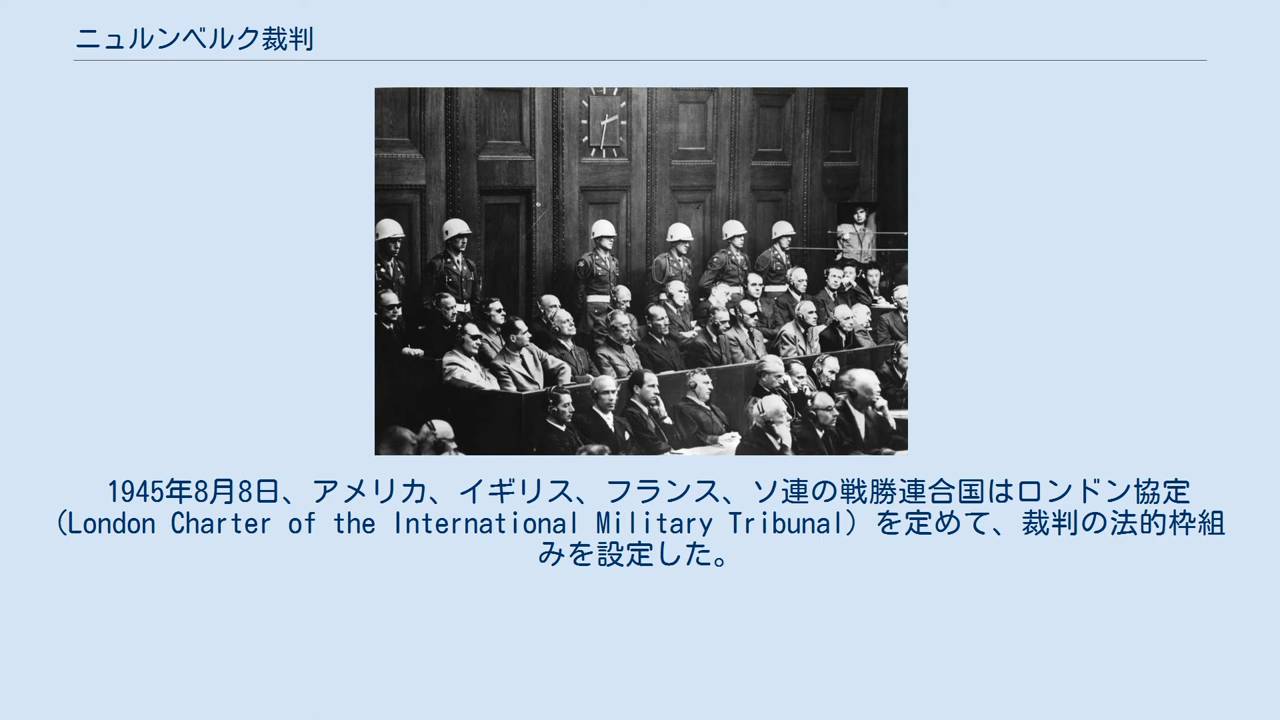 ニュルンベルク裁判
1945年8月8日、アメリカ、イギリス、フランス、ソ連の戦勝連合国はロンドン協定
(London Charter of the International Military Tribunal) を定めて、裁判の法的枠組
みを設定した。